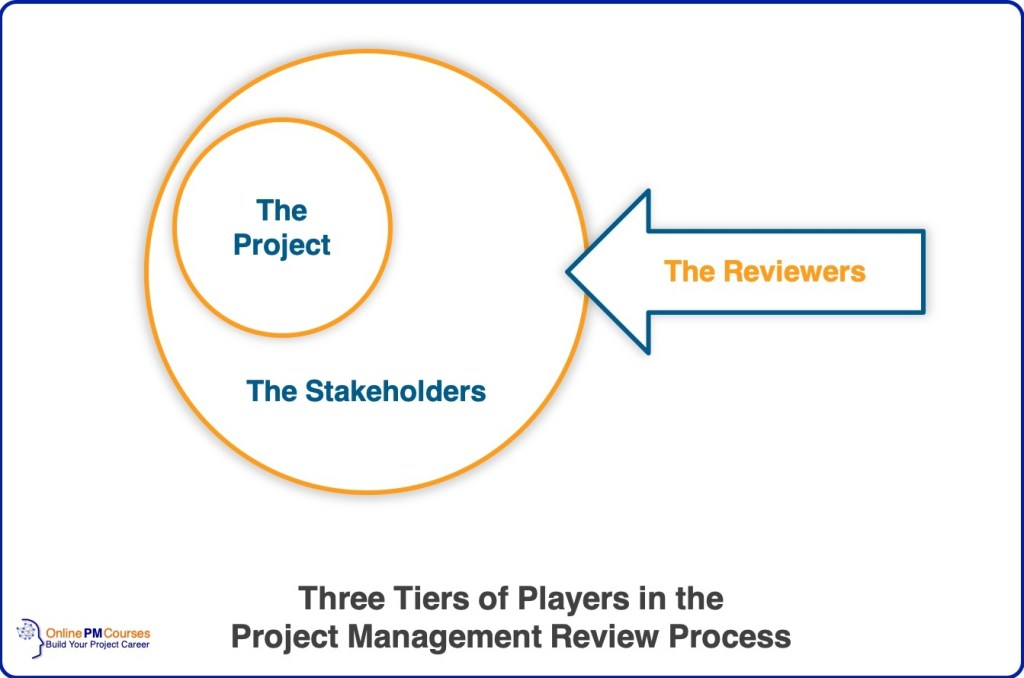 The
Project
The Reviewers
The Stakeholders
Three Tiers of Players in the
Project Management Review Process
Online PM Courses
Build Your Project Career